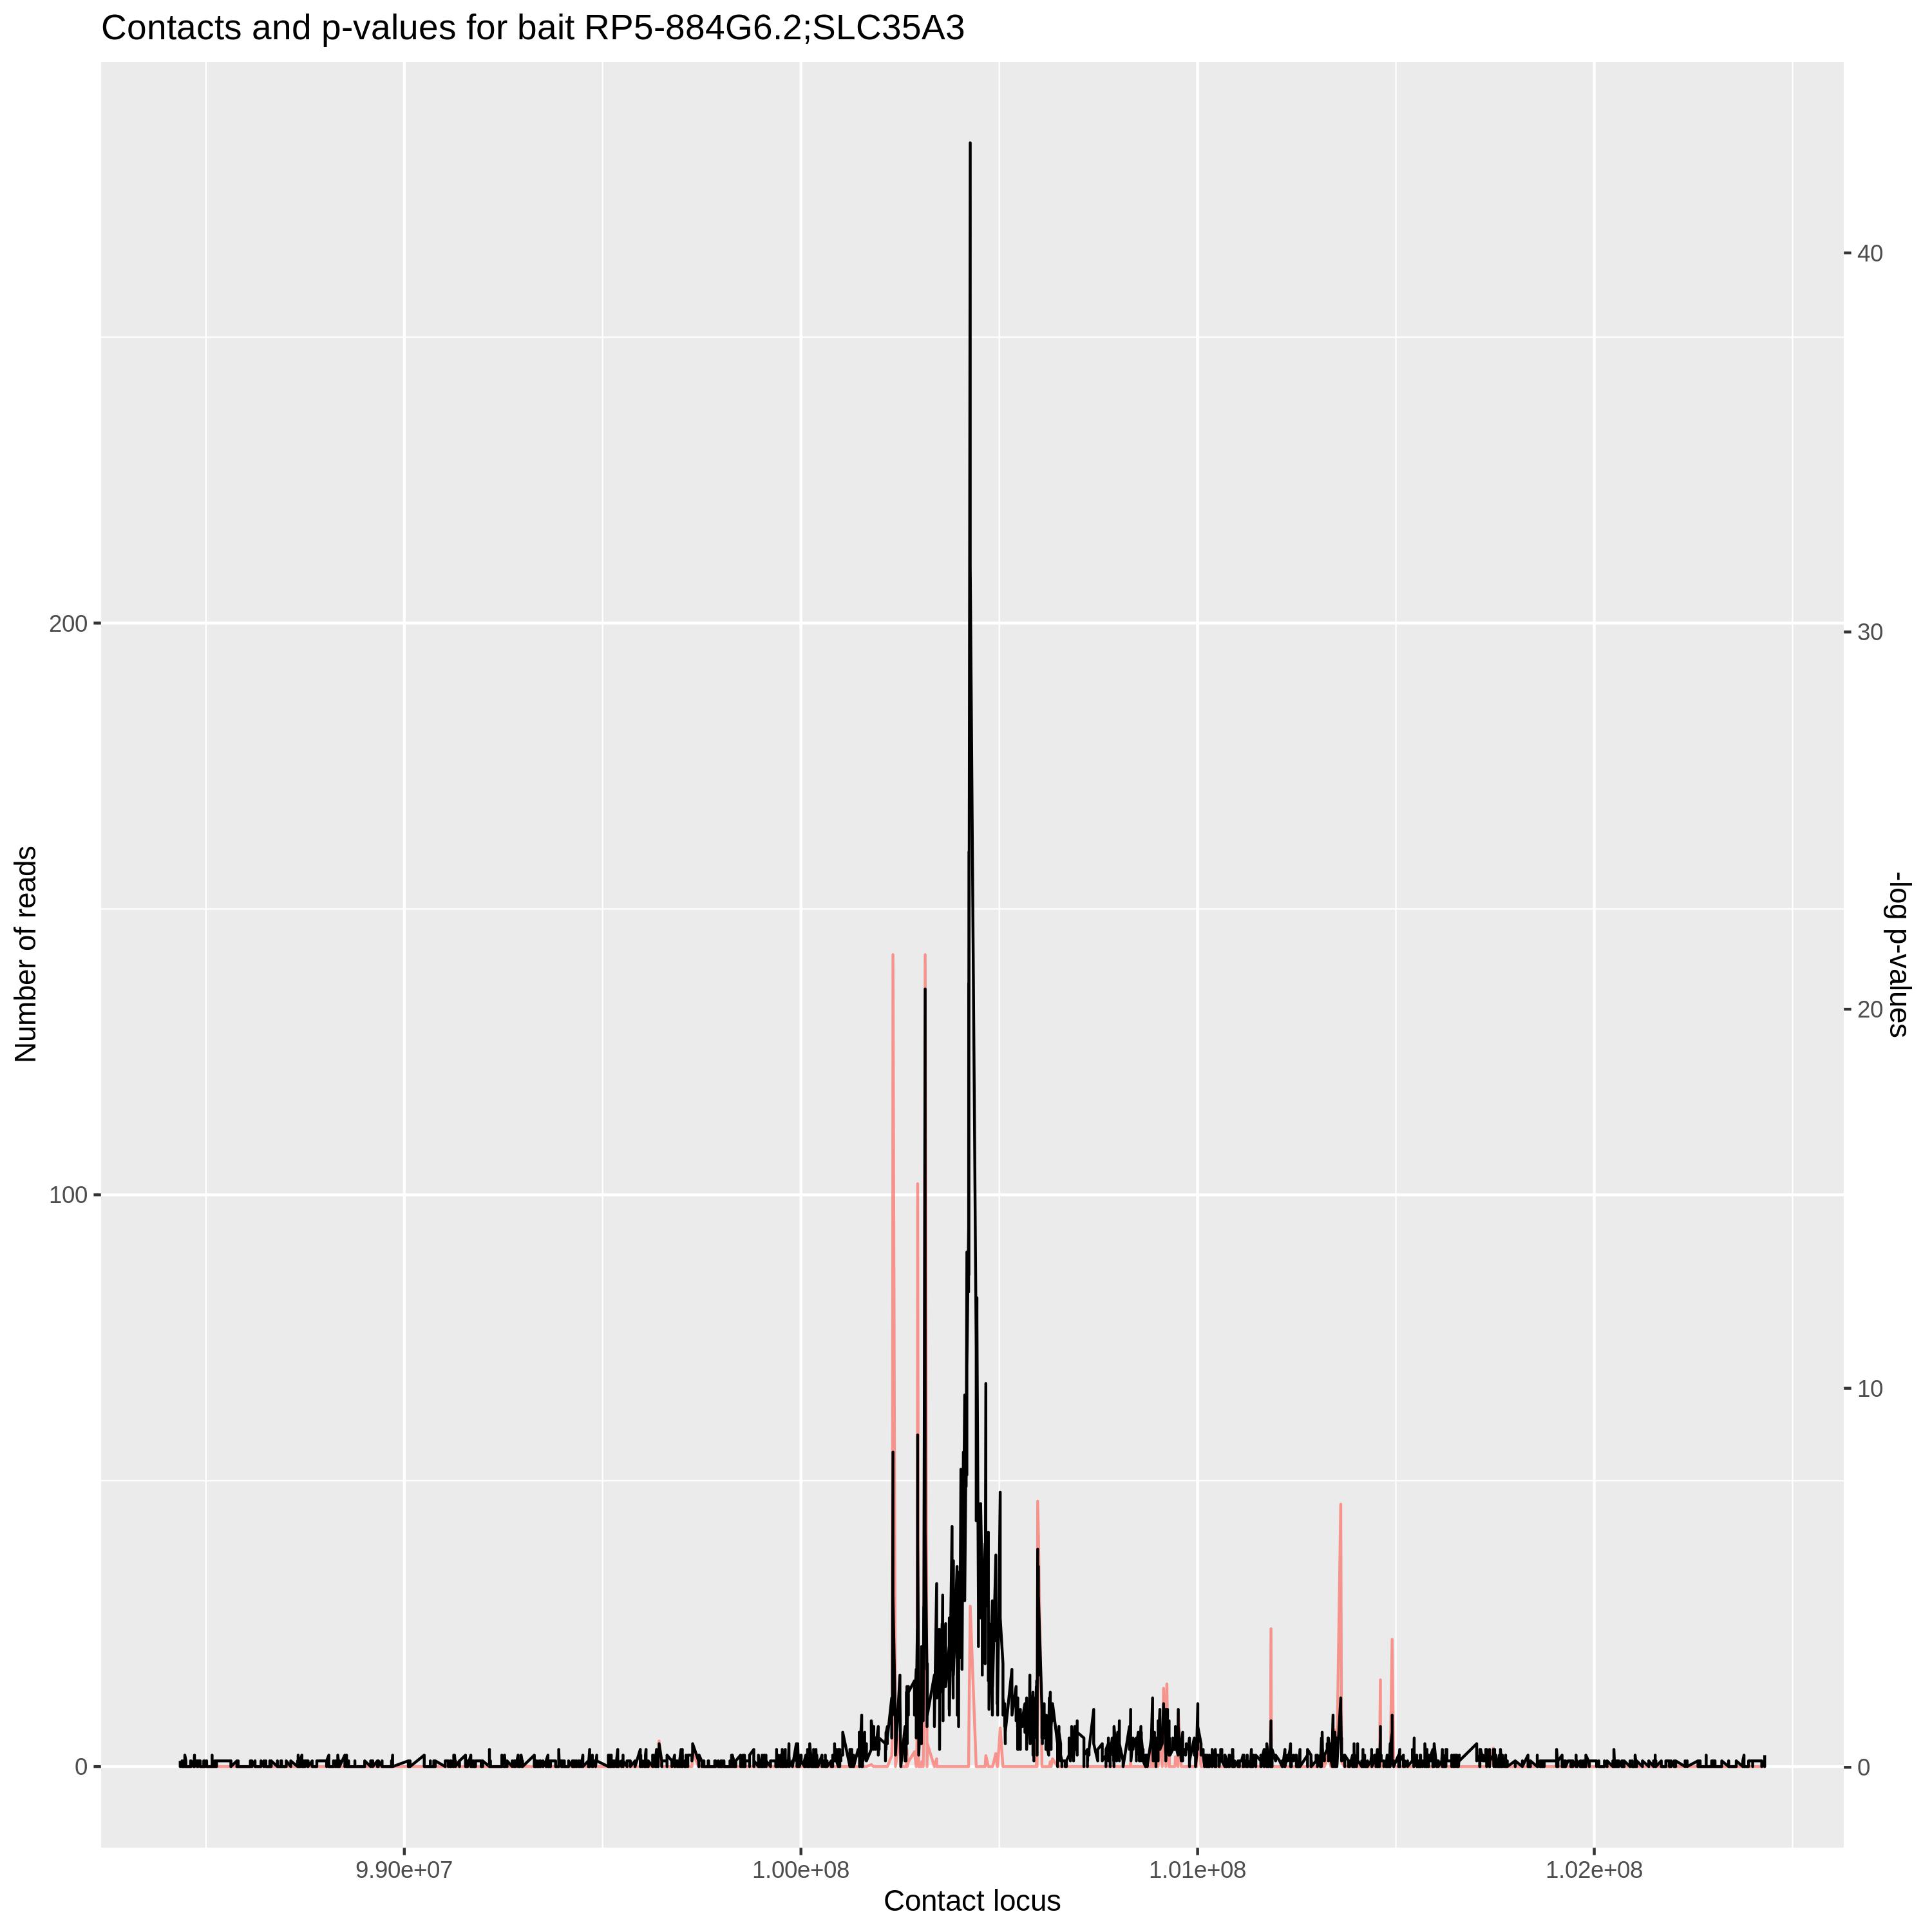 Contacts and p-values for bait RP5-884G6.2;SLC35A3
Number of reads
200
100
0
40
30
20
10
0
-log p-values
9.90e+07 1.00e+08 1.01e+08 1.02e+08
Contact locus